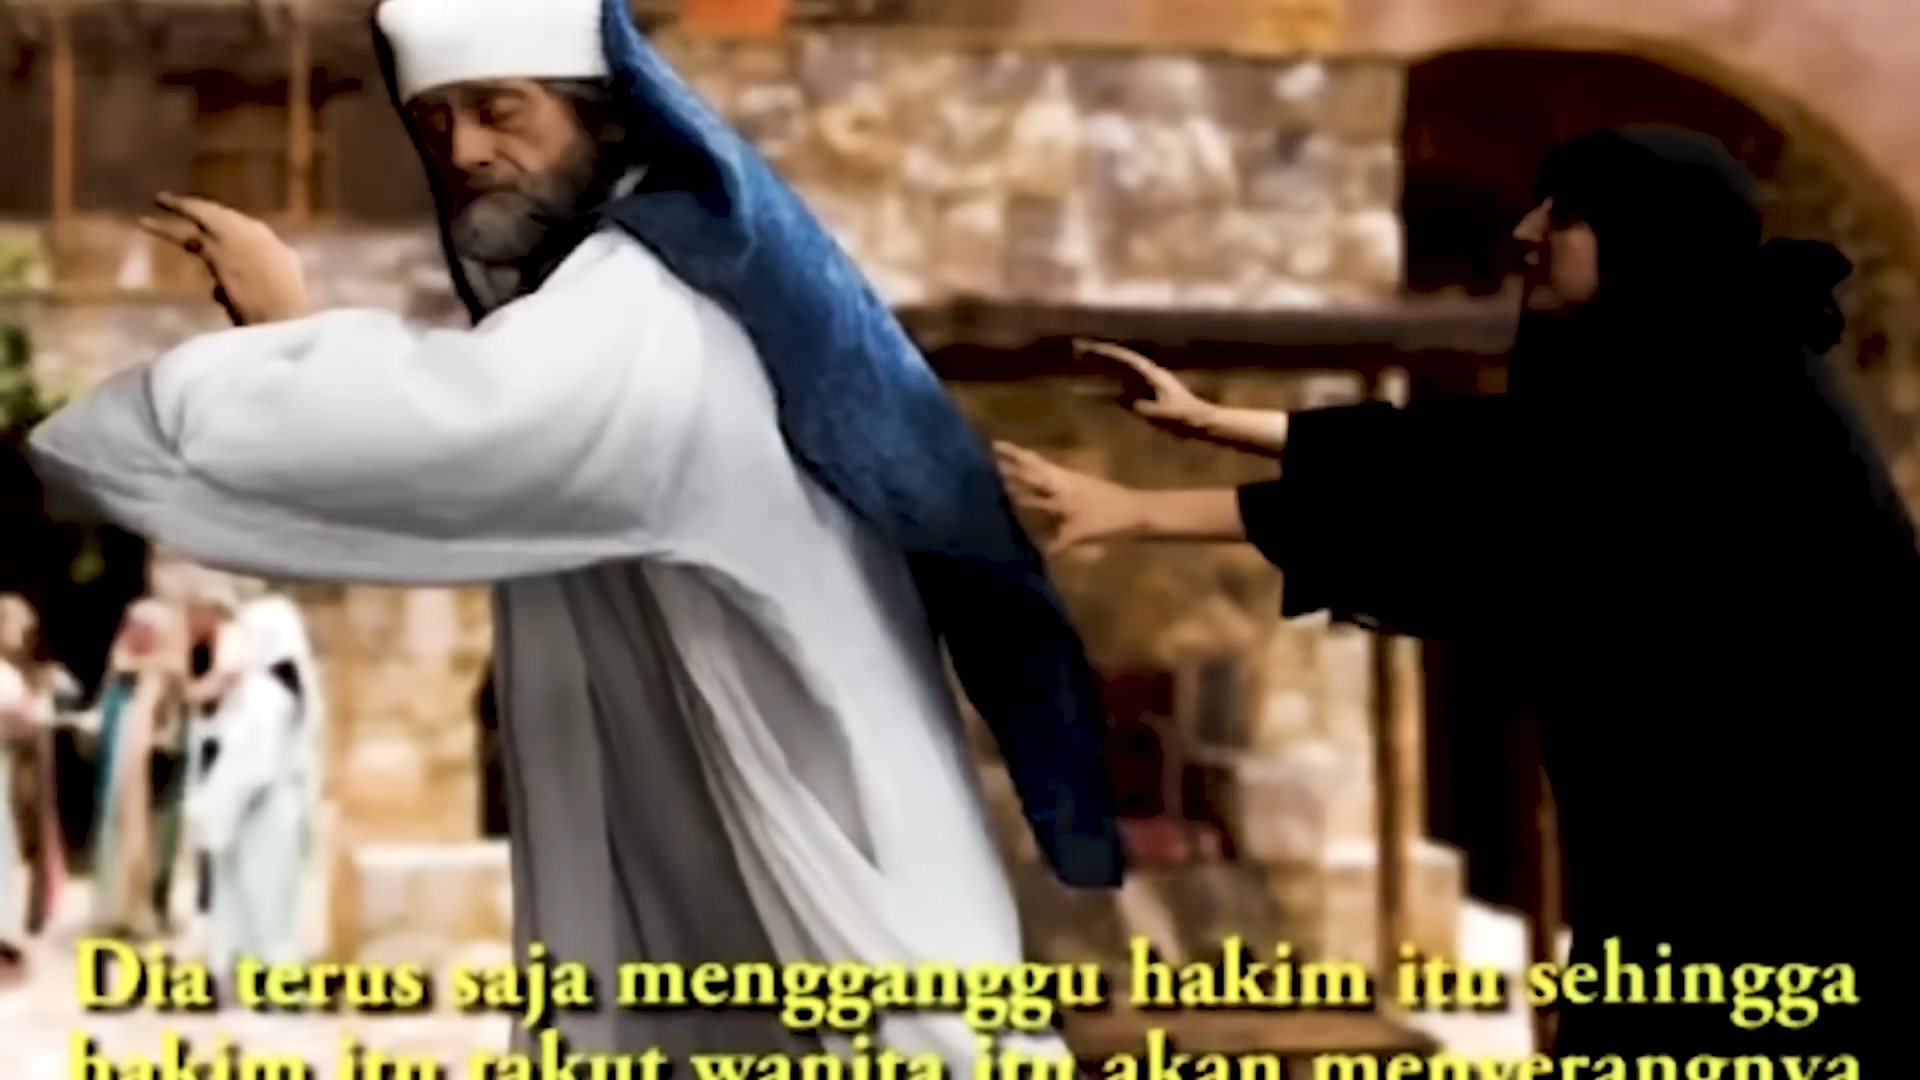 Dia terus saja mengganggu hakim itu sehingga
hakim itu takut wanita itu akan menyerangnya